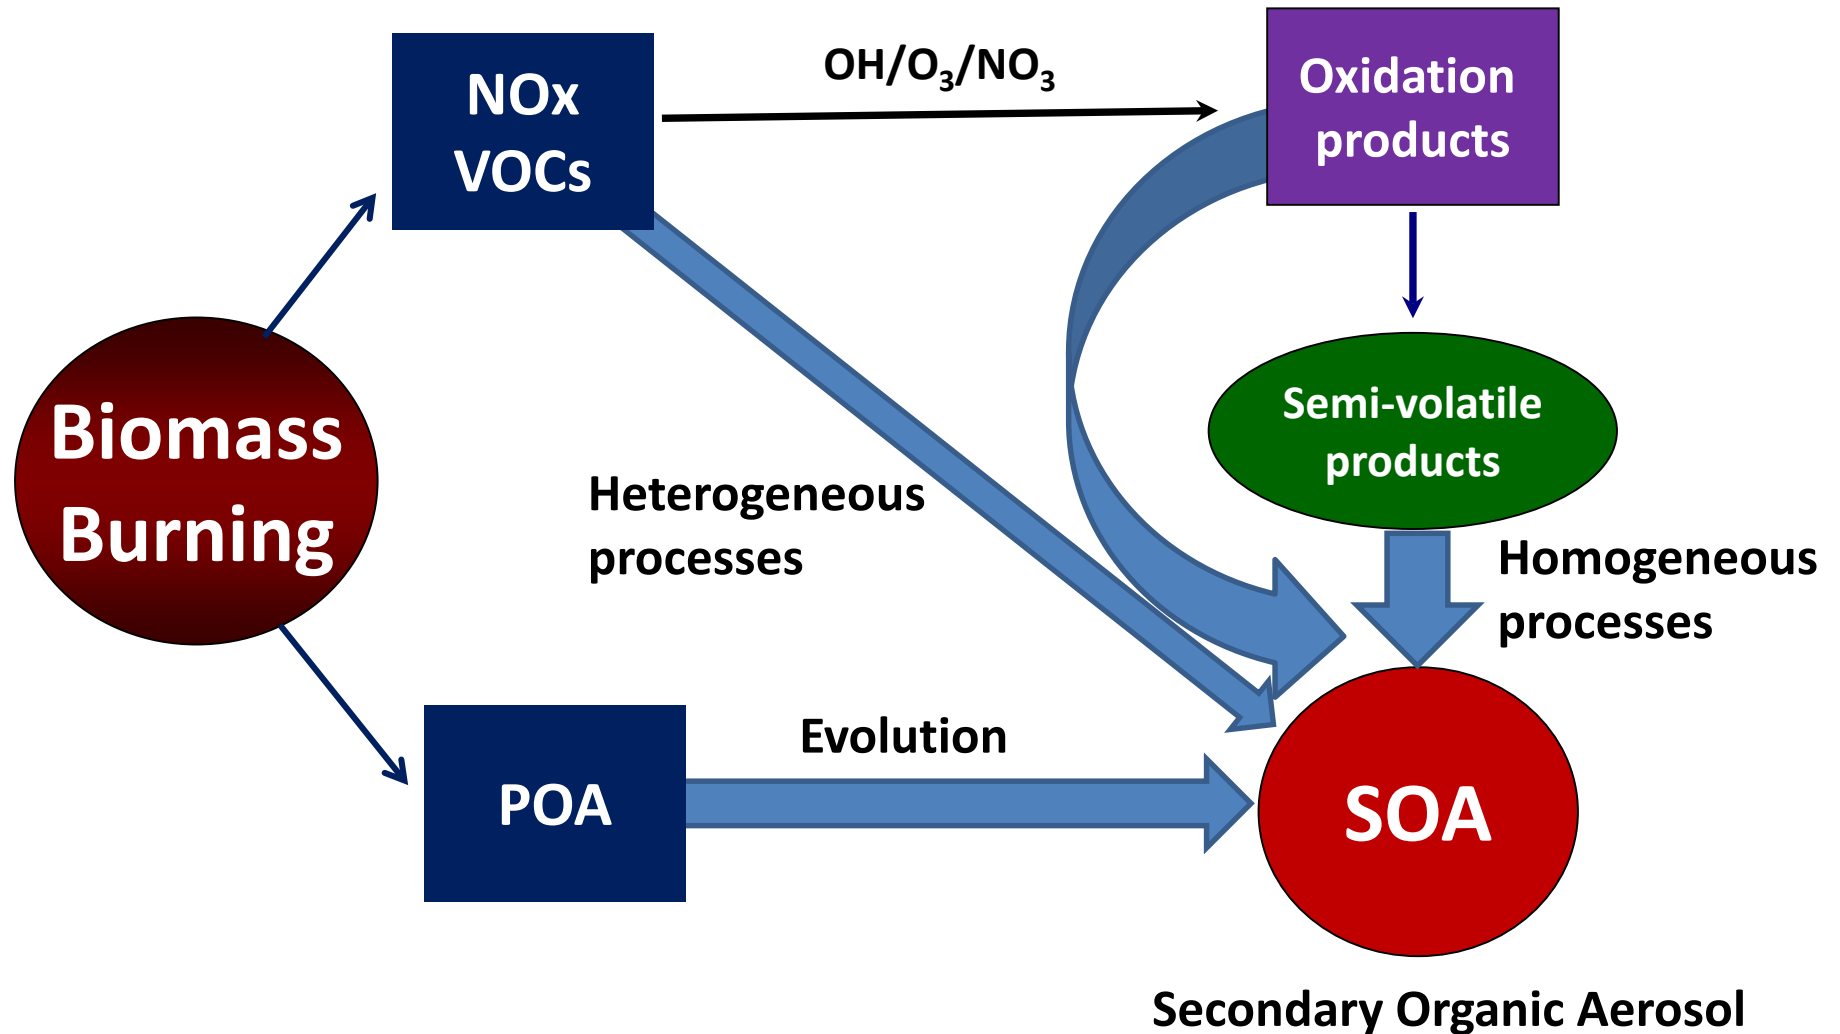 NOx
VOCs
OH/O₃/NO₃
Oxidation
products
Biomass
Burning
Semi-volatile
products
Heterogeneous
processes
Homogeneous
processes
POA
Evolution
SOA
Secondary Organic Aerosol